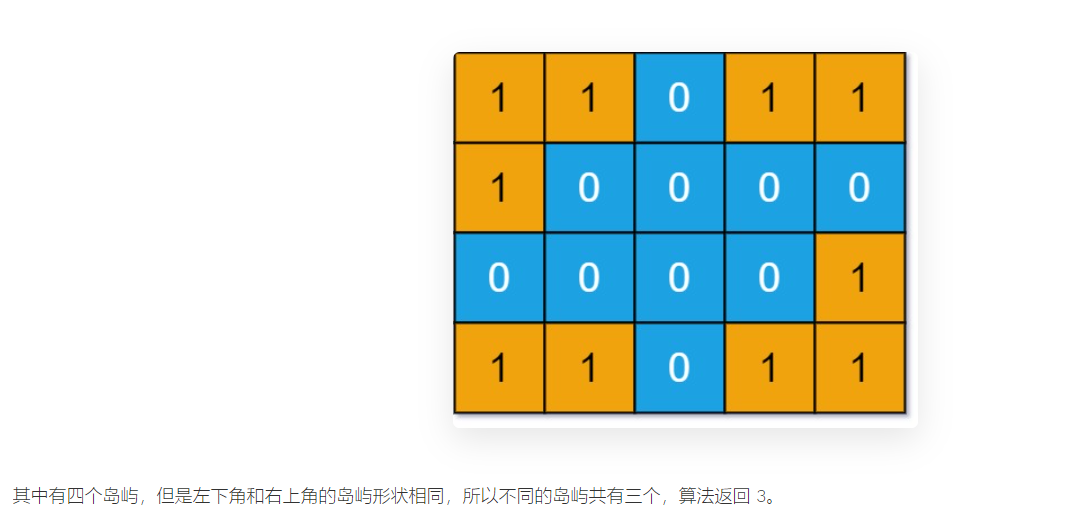 1 1 0 1 1
1 0 0 0 0
0 0 0 0 1
1 1 0 1 1
其中有四个岛屿，但是左下角和右上角的岛屿形状相同，所以不同的岛屿共有三个，算法返回 3。